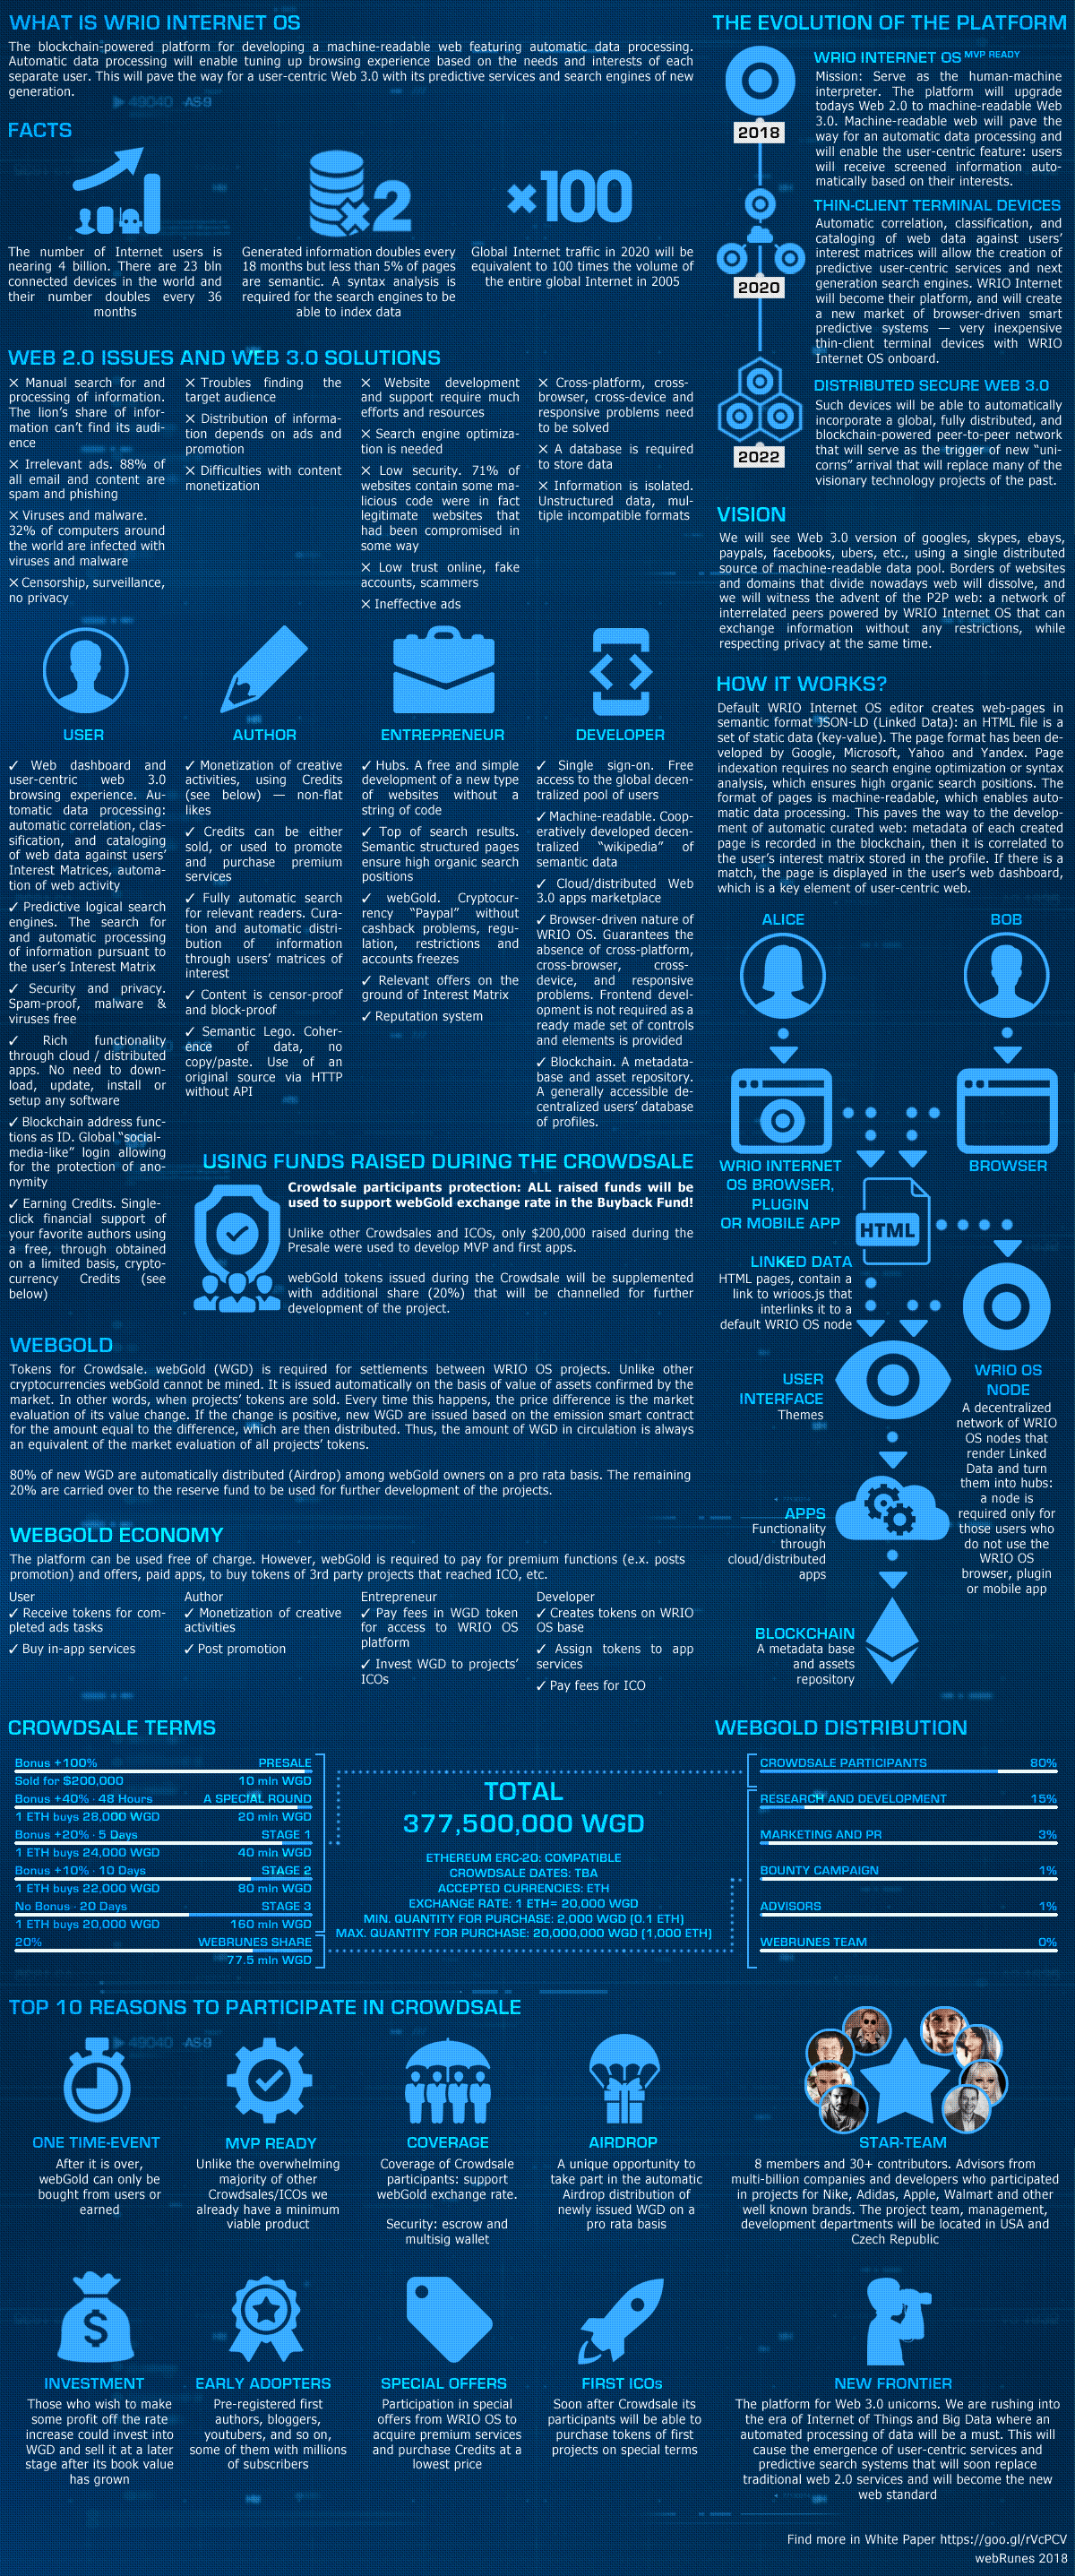 WHAT IS WRIO INTERNET OS
The blockchain-powered platform for developing a machine-readable web featuring automatic data processing.
Automatic data processing will enable tuning up browsing experience based on the needs and interests of each
separate user. This will pave the way for a user-centric Web 3.0 with its predictive services and search engines of new
generation.
FACTS
×2
×100
The number of Internet users is
nearing 4 billion. There are 23 bln
connected devices in the world and
their number doubles every 36
months
Generated information doubles every
18 months but less than 5% of pages
are semantic. A syntax analysis is
required for the search engines to be
able to index data
Global Internet traffic in 2020 will be
equivalent to 100 times the volume of
the entire global Internet in 2005
THE EVOLUTION OF THE PLATFORM
WRIO INTERNET OS MVP READY
Mission: Serve as the human-machine
interpreter. The platform will upgrade
todays Web 2.0 to machine-readable Web
3.0. Machine-readable web will pave the
way for an automatic data processing and
will enable the user-centric feature: users
will receive screened information auto-
matically based on their interests.
2018
THIN-CLIENT TERMINAL DEVICES
Automatic correlation, classification, and
cataloging of web data against users'
interest matrices will allow the creation of
predictive user-centric services and next
generation search engines. WRIO Internet
will become their platform, and will create
a new market of browser-driven smart
predictive systems — very inexpensive
thin-client terminal devices with WRIO
Internet OS onboard.
2020
DISTRIBUTED SECURE WEB 3.0
Such devices will be able to automatically
incorporate a global, fully distributed, and
blockchain-powered peer-to-peer network
that will serve as the trigger of new "uni-
corns" arrival that will replace many of the
visionary technology projects of the past.
2022
WEB 2.0 ISSUES AND WEB 3.0 SOLUTIONS
× Manual search for and
processing of information.
The lion's share of infor-
mation can't find its audi-
ence
× Irrelevant ads. 88% of
all email and content are
spam and phishing
× Viruses and malware.
32% of computers around
the world are infected with
viruses and malware
× Censorship, surveillance,
no privacy
× Troubles finding the
target audience
× Distribution of informa-
tion depends on ads and
promotion
× Difficulties with content
monetization
× Website development
and support require much
efforts and resources
× Search engine optimiza-
tion is needed
× Low security. 71% of
websites contain some ma-
licious code were in fact
legitimate websites that
had been compromised in
some way
× Low trust online, fake
accounts, scammers
× Ineffective ads
× Cross-platform, cross-
browser, cross-device and
responsive problems need
to be solved
× A database is required
to store data
× Information is isolated.
Unstructured data, mul-
tiple incompatible formats
USER
✓ Web dashboard and
user-centric web 3.0
browsing experience. Au-
tomatic data processing:
automatic correlation, clas-
sification, and cataloging
of web data against users'
Interest Matrices, automa-
tion of web activity
✓ Predictive logical search
engines. The search for
and automatic processing
of information pursuant to
the user's Interest Matrix
✓ Security and privacy.
Spam-proof, malware &
viruses free
✓ Rich functionality
through cloud / distributed
apps. No need to down-
load, update, install or
setup any software
✓ Blockchain address func-
tions as ID. Global "social-
media-like" login allowing
for the protection of ano-
nymity
✓ Earning Credits. Single-
click financial support of
your favorite authors using
a free, through obtained
on a limited basis, crypto-
currency Credits (see
below)
AUTHOR
✓ Monetization of creative
activities, using Credits
(see below) — non-flat
likes
✓ Credits can be either
sold, or used to promote
and purchase premium
services
✓ Fully automatic search
for relevant readers. Cura-
tion and automatic distri-
bution of information
through users' matrices of
interest
✓ Content is censor-proof
and block-proof
✓ Semantic Lego. Coher-
ence of data, no
copy/paste. Use of an
original source via HTTP
without API
ENTREPRENEUR
✓ Hubs. A free and simple
development of a new type
of websites without a
string of code
✓ Top of search results.
Semantic structured pages
ensure high organic search
positions
✓ webGold. Cryptocur-
rency "Paypal" without
cashback problems, regu-
lation, restrictions and
accounts freezes
✓ Relevant offers on the
ground of Interest Matrix
✓ Reputation system
DEVELOPER
✓ Single sign-on. Free
access to the global decen-
tralized pool of users
✓ Machine-readable. Coop-
eratively developed decen-
tralized "wikipedia" of
semantic data
✓ Cloud/distributed Web
3.0 apps marketplace
✓ Browser-driven nature of
WRIO OS. Guarantees the
absence of cross-platform,
cross-browser, cross-
device, and responsive
problems. Frontend devel-
opment is not required as a
ready made set of controls
and elements is provided
✓ Blockchain. A metadata-
base and asset repository.
A generally accessible de-
centralized users' database
of profiles.
VISION
We will see Web 3.0 version of googles, skypes, ebays,
paypals, facebooks, ubers, etc., using a single distributed
source of machine-readable data pool. Borders of websites
and domains that divide nowadays web will dissolve, and
we will witness the advent of the P2P web: a network of
interrelated peers powered by WRIO Internet OS that can
exchange information without any restrictions, while
respecting privacy at the same time.
HOW IT WORKS?
Default WRIO Internet OS editor creates web-pages in
semantic format JSON-LD (Linked Data): an HTML file is a
set of static data (key-value). The page format has been de-
veloped by Google, Microsoft, Yahoo and Yandex. Page
indexation requires no search engine optimization or syntax
analysis, which ensures high organic search positions. The
format of pages is machine-readable, which enables auto-
matic data processing. This paves the way to the develop-
ment of automatic curated web: metadata of each created
page is recorded in the blockchain, then it is correlated to
the user's interest matrix stored in the profile. If there is a
match, the page is displayed in the user's web dashboard,
which is a key element of user-centric web.
ALICE
BOB
WRIO INTERNET
OS BROWSER,
PLUGIN
OR MOBILE APP
BROWSER
HTML
LINKED DATA
HTML pages, contain a
link to wrioos.js that
interlinks it to a
default WRIO OS node
USER
INTERFACE
Themes
WRIO OS
NODE
A decentralized
network of WRIO
OS nodes that
render Linked
Data and turn
them into hubs:
a node is
required only for
those users who
do not use the
WRIO OS
browser, plugin
or mobile app
APPS
Functionality
through
cloud/distributed
apps
BLOCKCHAIN
A metadata base
and assets
repository
USING FUNDS RAISED DURING THE CROWDSALE
Crowdsale participants protection: ALL raised funds will be
used to support webGold exchange rate in the Buyback Fund!
Unlike other Crowdsales and ICOs, only $200,000 raised during the
Presale were used to develop MVP and first apps.
webGold tokens issued during the Crowdsale will be supplemented
with additional share (20%) that will be channelled for further
development of the project.
WEBGOLD
Tokens for Crowdsale. webGold (WGD) is required for settlements between WRIO OS projects. Unlike other
cryptocurrencies webGold cannot be mined. It is issued automatically on the basis of value of assets confirmed by the
market. In other words, when projects' tokens are sold. Every time this happens, the price difference is the market
evaluation of its value change. If the change is positive, new WGD are issued based on the emission smart contract
for the amount equal to the difference, which are then distributed. Thus, the amount of WGD in circulation is always
an equivalent of the market evaluation of all projects' tokens.
80% of new WGD are automatically distributed (Airdrop) among webGold owners on a pro rata basis. The remaining
20% are carried over to the reserve fund to be used for further development of the projects.
WEBGOLD ECONOMY
The platform can be used free of charge. However, webGold is required to pay for premium functions (e.x. posts
promotion) and offers, paid apps, to buy tokens of 3rd party projects that reached ICO, etc.
User
✓ Receive tokens for com-
pleted ads tasks
✓ Buy in-app services
Author
✓ Monetization of creative
activities
✓ Post promotion
Entrepreneur
✓ Pay fees in WGD token
for access to WRIO OS
platform
✓ Invest WGD to projects'
ICOs
Developer
✓ Creates tokens on WRIO
OS base
✓ Assign tokens to app
services
✓ Pay fees for ICO
CROWDSALE TERMS
Bonus +100% PRESALE
Sold for $200,000 10 mln WGD
Bonus +40% · 48 Hours A SPECIAL ROUND
1 ETH buys 28,000 WGD 20 mln WGD
Bonus +20% · 5 Days STAGE 1
1 ETH buys 24,000 WGD 40 mln WGD
Bonus +10% · 10 Days STAGE 2
1 ETH buys 22,000 WGD 80 mln WGD
No Bonus · 20 Days STAGE 3
1 ETH buys 20,000 WGD 160 mln WGD
20% WEBRUNES SHARE
77.5 mln WGD
TOTAL
377,500,000 WGD
ETHEREUM ERC-20: COMPATIBLE
CROWDSALE DATES: TBA
ACCEPTED CURRENCIES: ETH
EXCHANGE RATE: 1 ETH= 20,000 WGD
MIN. QUANTITY FOR PURCHASE: 2,000 WGD (0.1 ETH)
MAX. QUANTITY FOR PURCHASE: 20,000,000 WGD (1,000 ETH)
WEBGOLD DISTRIBUTION
CROWDSALE PARTICIPANTS 80%
RESEARCH AND DEVELOPMENT 15%
MARKETING AND PR 3%
BOUNTY CAMPAIGN 1%
ADVISORS 1%
WEBRUNES TEAM 0%
TOP 10 REASONS TO PARTICIPATE IN CROWDSALE
ONE TIME-EVENT
After it is over,
webGold can only be
bought from users or
earned
MVP READY
Unlike the overwhelming
majority of other
Crowdsales/ICOs we
already have a minimum
viable product
COVERAGE
Coverage of Crowdsale
participants: support
webGold exchange rate.
Security: escrow and
multisig wallet
AIRDROP
A unique opportunity to
take part in the automatic
Airdrop distribution of
newly issued WGD on a
pro rata basis
STAR-TEAM
8 members and 30+ contributors. Advisors from
multi-billion companies and developers who participated
in projects for Nike, Adidas, Apple, Walmart and other
well known brands. The project team, management,
development departments will be located in USA and
Czech Republic
INVESTMENT
Those who wish to make
some profit off the rate
increase could invest into
WGD and sell it at a later
stage after its book value
has grown
EARLY ADOPTERS
Pre-registered first
authors, bloggers,
youtubers, and so on,
some of them with millions
of subscribers
SPECIAL OFFERS
Participation in special
offers from WRIO OS to
acquire premium services
and purchase Credits at a
lowest price
FIRST ICOs
Soon after Crowdsale its
participants will be able to
purchase tokens of first
projects on special terms
NEW FRONTIER
The platform for Web 3.0 unicorns. We are rushing into
the era of Internet of Things and Big Data where an
automated processing of data will be a must. This will
cause the emergence of user-centric services and
predictive search systems that will soon replace
traditional web 2.0 services and will become the new
web standard
Find more in White Paper https://goo.gl/rVcPCV
webRunes 2018